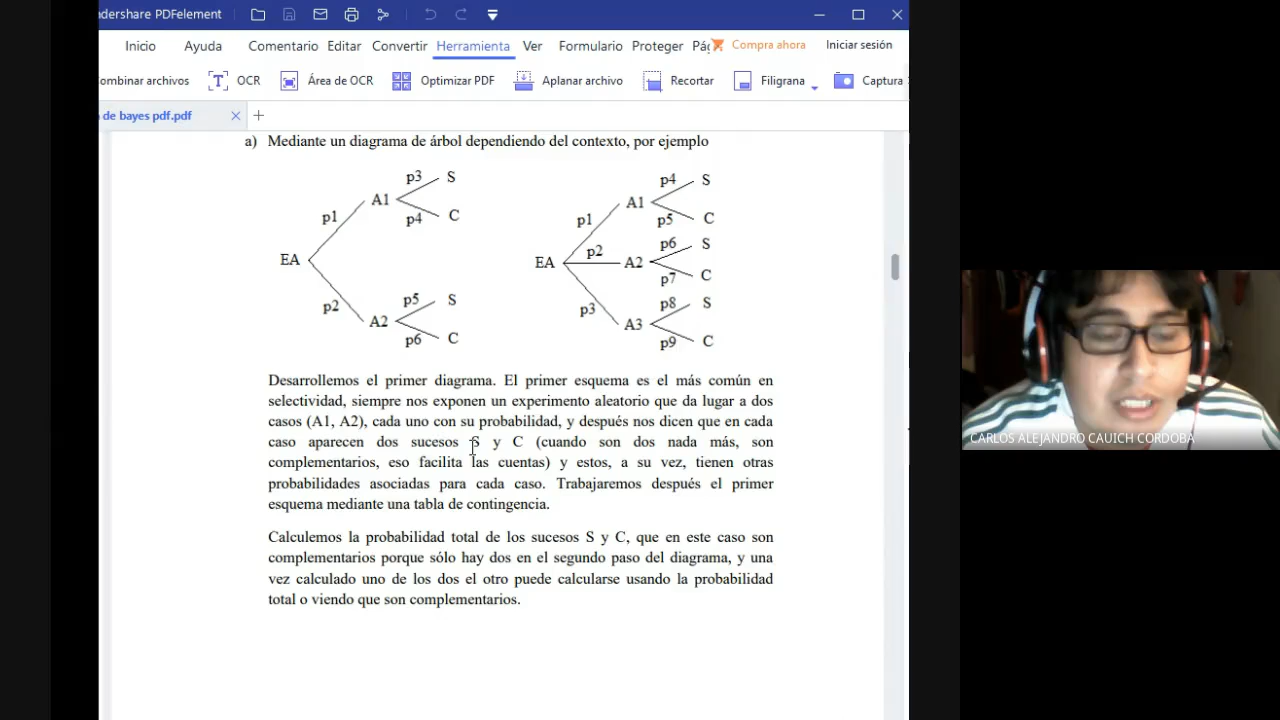 ndershare PDFelement
Inicio Ayuda Comentario Editar Convertir Herramienta Ver Formulario Proteger Pág Compra ahora Iniciar sesión
ombinar archivos OCR Área de OCR Optimizar PDF Aplanar archivo Recortar Filigrana Captura
de bayes pdf.pdf
a) Mediante un diagrama de árbol dependiendo del contexto, por ejemplo
p3 S
A1
p4 C
p1
EA
p2
p5 S
A2
p6 C
p4 S
A1
p5 C
p1
p6 S
EA p2 A2
p7 C
p3
p8 S
A3
p9 C
Desarrollemos el primer diagrama. El primer esquema es el más común en
selectividad, siempre nos exponen un experimento aleatorio que da lugar a dos
casos (A1, A2), cada uno con su probabilidad, y después nos dicen que en cada
caso aparecen dos sucesos S y C (cuando son dos nada más, son
complementarios, eso facilita las cuentas) y estos, a su vez, tienen otras
probabilidades asociadas para cada caso. Trabajaremos después el primer
esquema mediante una tabla de contingencia.
Calculemos la probabilidad total de los sucesos S y C, que en este caso son
complementarios porque sólo hay dos en el segundo paso del diagrama, y una
vez calculado uno de los dos el otro puede calcularse usando la probabilidad
total o viendo que son complementarios.
CARLOS ALEJANDRO CAUICH CORDOBA